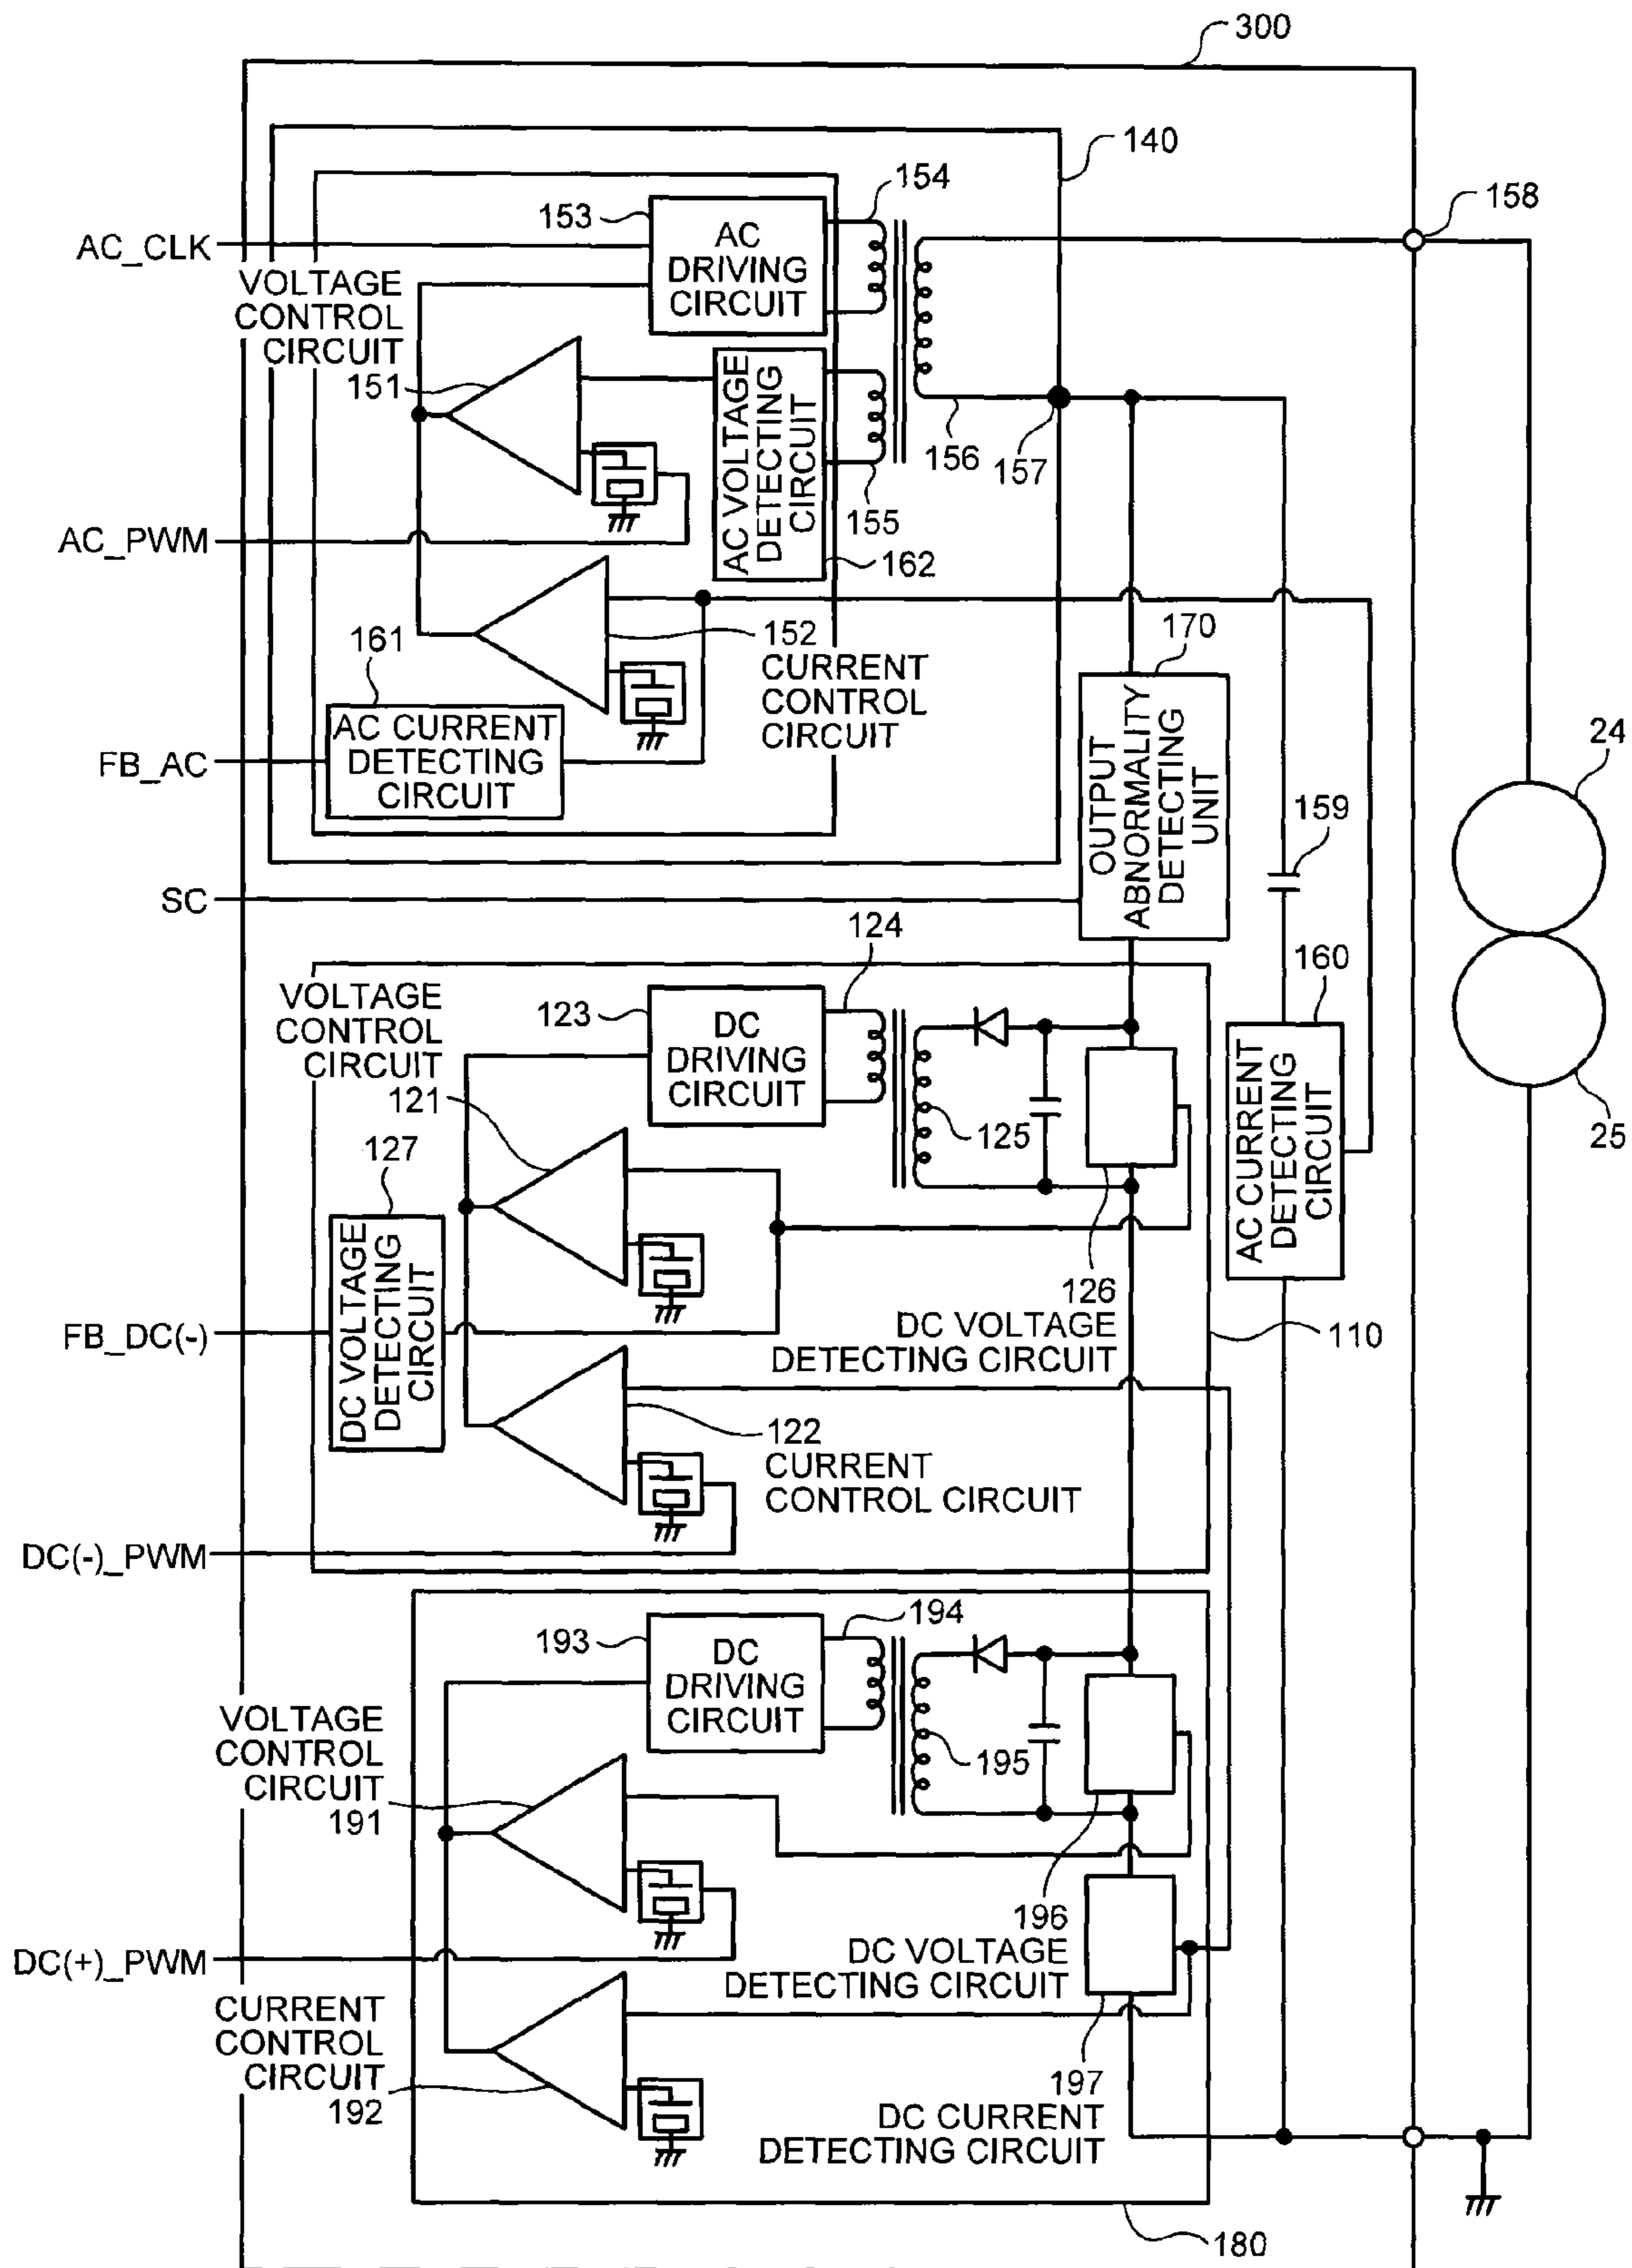 300
140
154
158
153
AC
DRIVING
CIRCUIT
AC_CLK
VOLTAGE
CONTROL
CIRCUIT
151
AC VOLTAGE
DETECTING
CIRCUIT
156
157
155
AC_PWM
162
152
CURRENT
CONTROL
CIRCUIT
161
AC CURRENT
DETECTING
CIRCUIT
FB_AC
170
OUTPUT
ABNORMALITY
DETECTING
UNIT
24
159
SC
124
160
VOLTAGE
CONTROL
CIRCUIT
121
123
DC
DRIVING
CIRCUIT
125
AC CURRENT
DETECTING
CIRCUIT
25
127
DC VOLTAGE
DETECTING
CIRCUIT
126
DC VOLTAGE
DETECTING CIRCUIT
FB_DC(-)
110
122
CURRENT
CONTROL CIRCUIT
DC(-)_PWM
194
193
DC
DRIVING
CIRCUIT
VOLTAGE
CONTROL
CIRCUIT
191
195
196
DC VOLTAGE
DETECTING CIRCUIT
DC(+)_PWM
CURRENT
CONTROL
CIRCUIT
192
197
DC CURRENT
DETECTING CIRCUIT
180